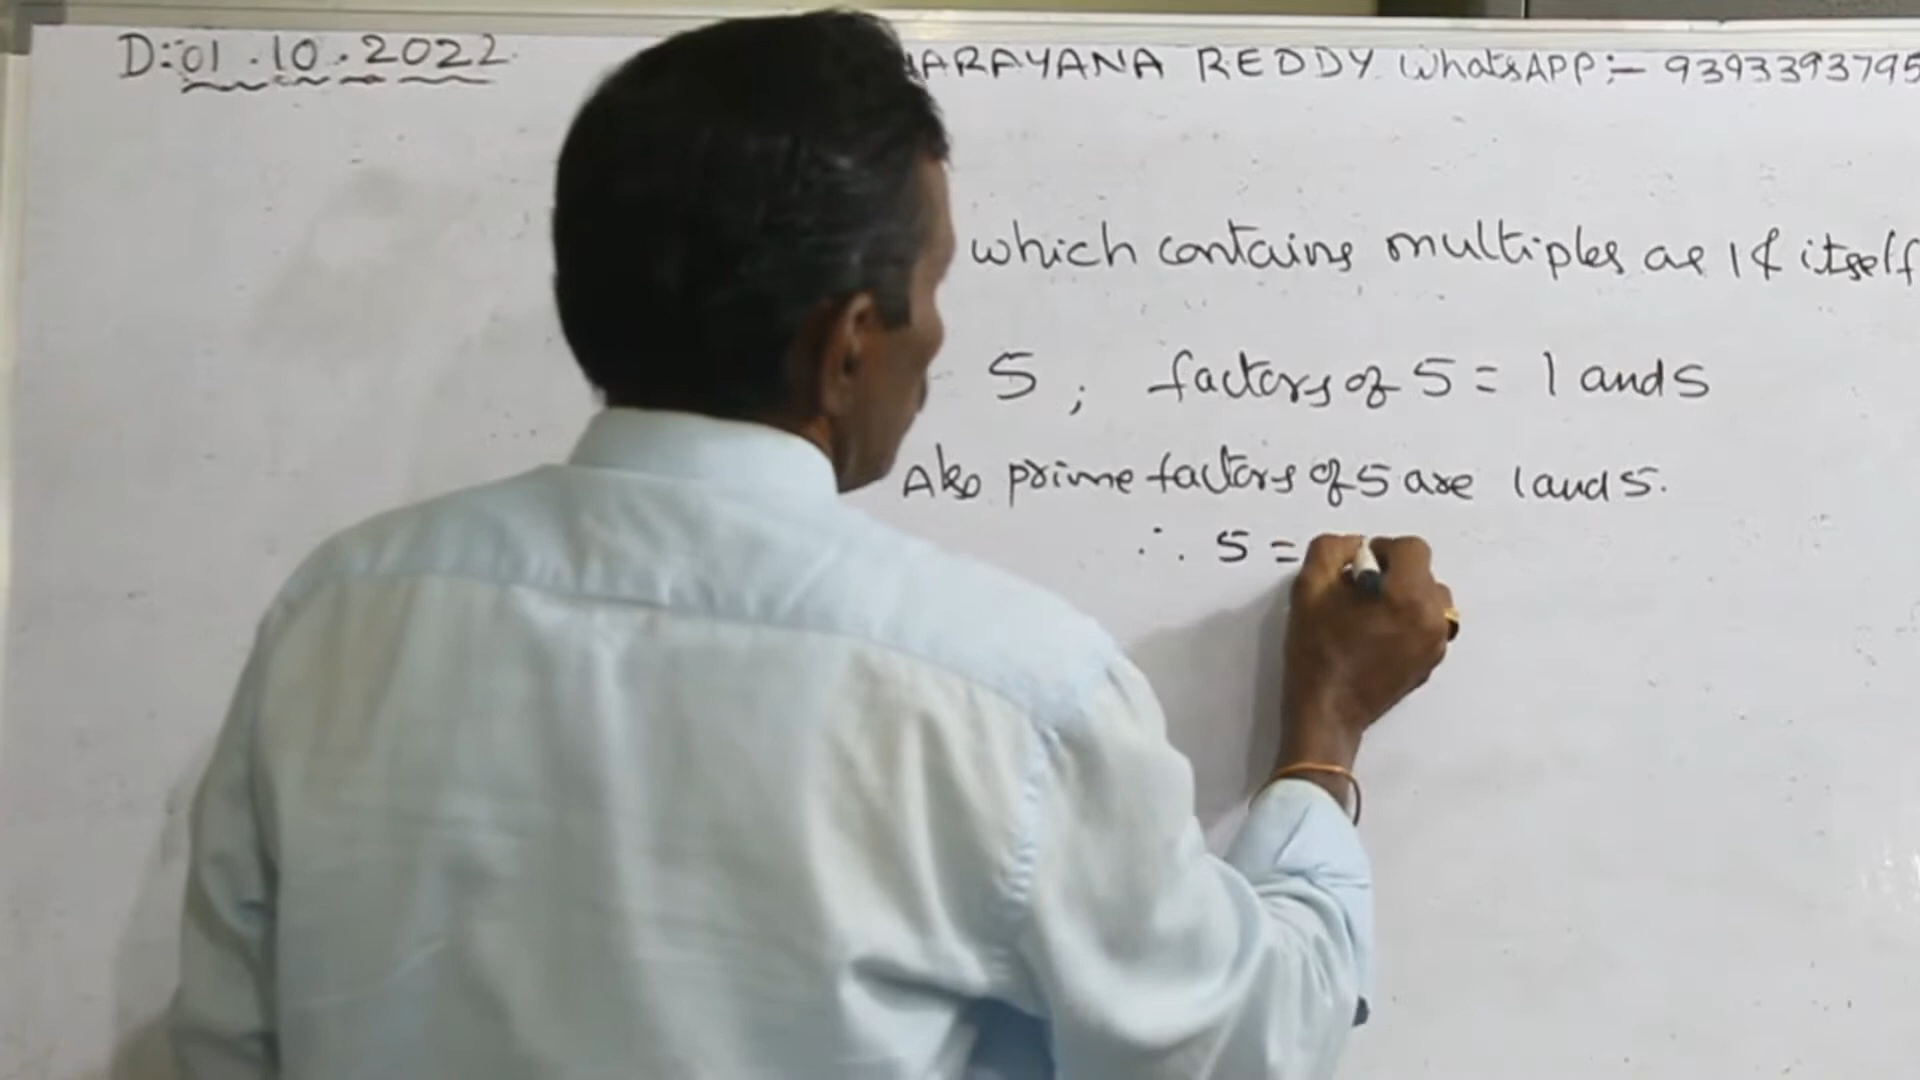 D:01.10.2022
ARAYANA REDDY WhatsAPP:- 9393393795
which contains multiples as 1 & itself
5 ; factors of 5 = 1 and 5
Also prime factors of 5 are 1 and 5.
∴ 5 =